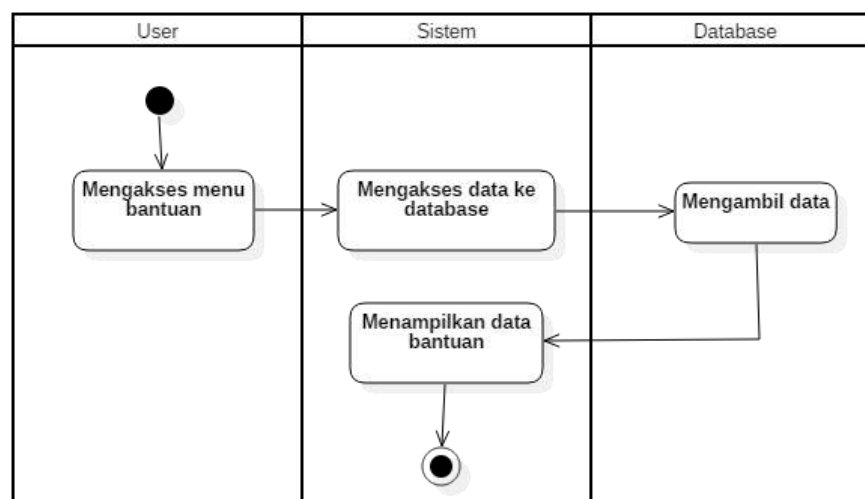 User
Sistem
Database
Mengakses menu
bantuan
Mengakses data ke
database
Mengambil data
Menampilkan data
bantuan